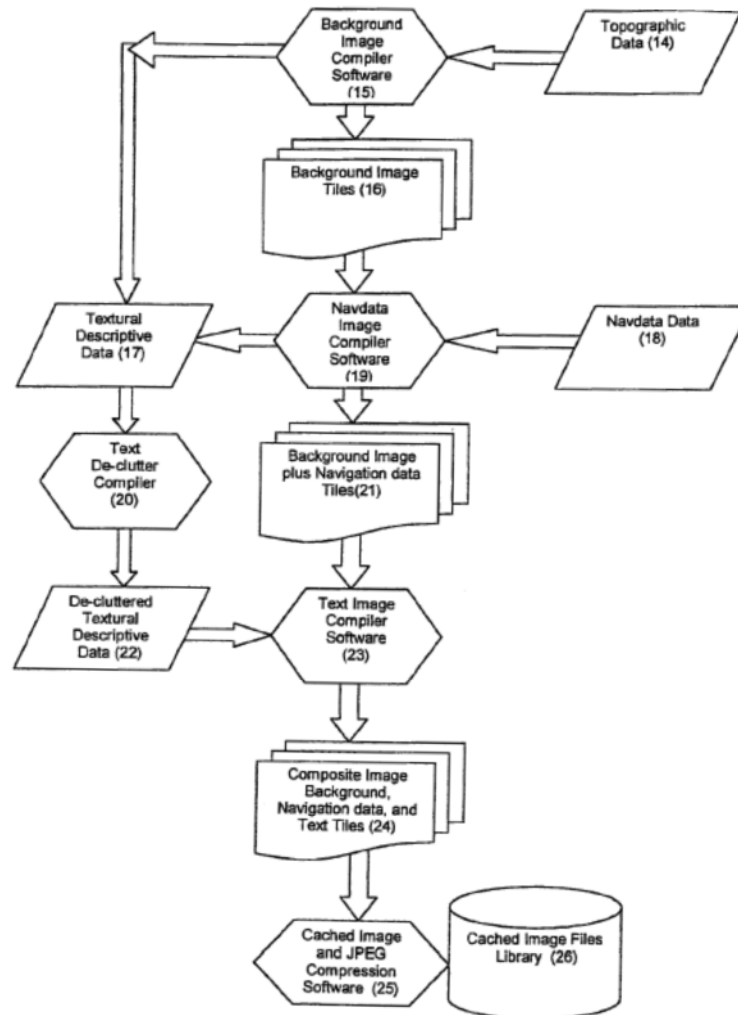 Background
Image
Compiler
Software
(15)
Topographic
Data (14)
Background Image
Tiles (16)
Textural
Descriptive
Data (17)
Navdata
Image
Compiler
Software
(19)
Navdata Data
(18)
Text
De-clutter
Compiler
(20)
Background Image
plus Navigation data
Tiles(21)
De-cluttered
Textural
Descriptive
Data (22)
Text Image
Compiler
Software
(23)
Composite Image
Background,
Navigation data, and
Text Tiles (24)
Cached Image
and JPEG
Compression
Software (25)
Cached Image Files
Library (26)